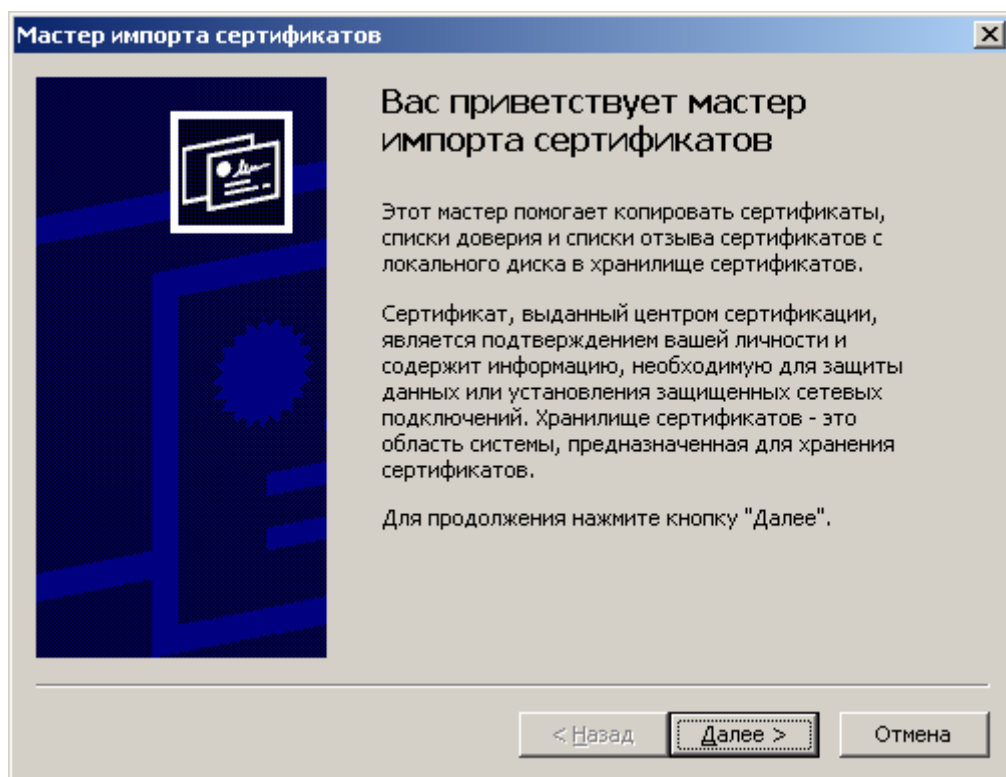 Мастер импорта сертификатов
Вас приветствует мастер
импорта сертификатов
Этот мастер помогает копировать сертификаты,
списки доверия и списки отзыва сертификатов с
локального диска в хранилище сертификатов.
Сертификат, выданный центром сертификации,
является подтверждением вашей личности и
содержит информацию, необходимую для защиты
данных или установления защищенных сетевых
подключений. Хранилище сертификатов - это
область системы, предназначенная для хранения
сертификатов.
Для продолжения нажмите кнопку "Далее".
< Назад Далее > Отмена